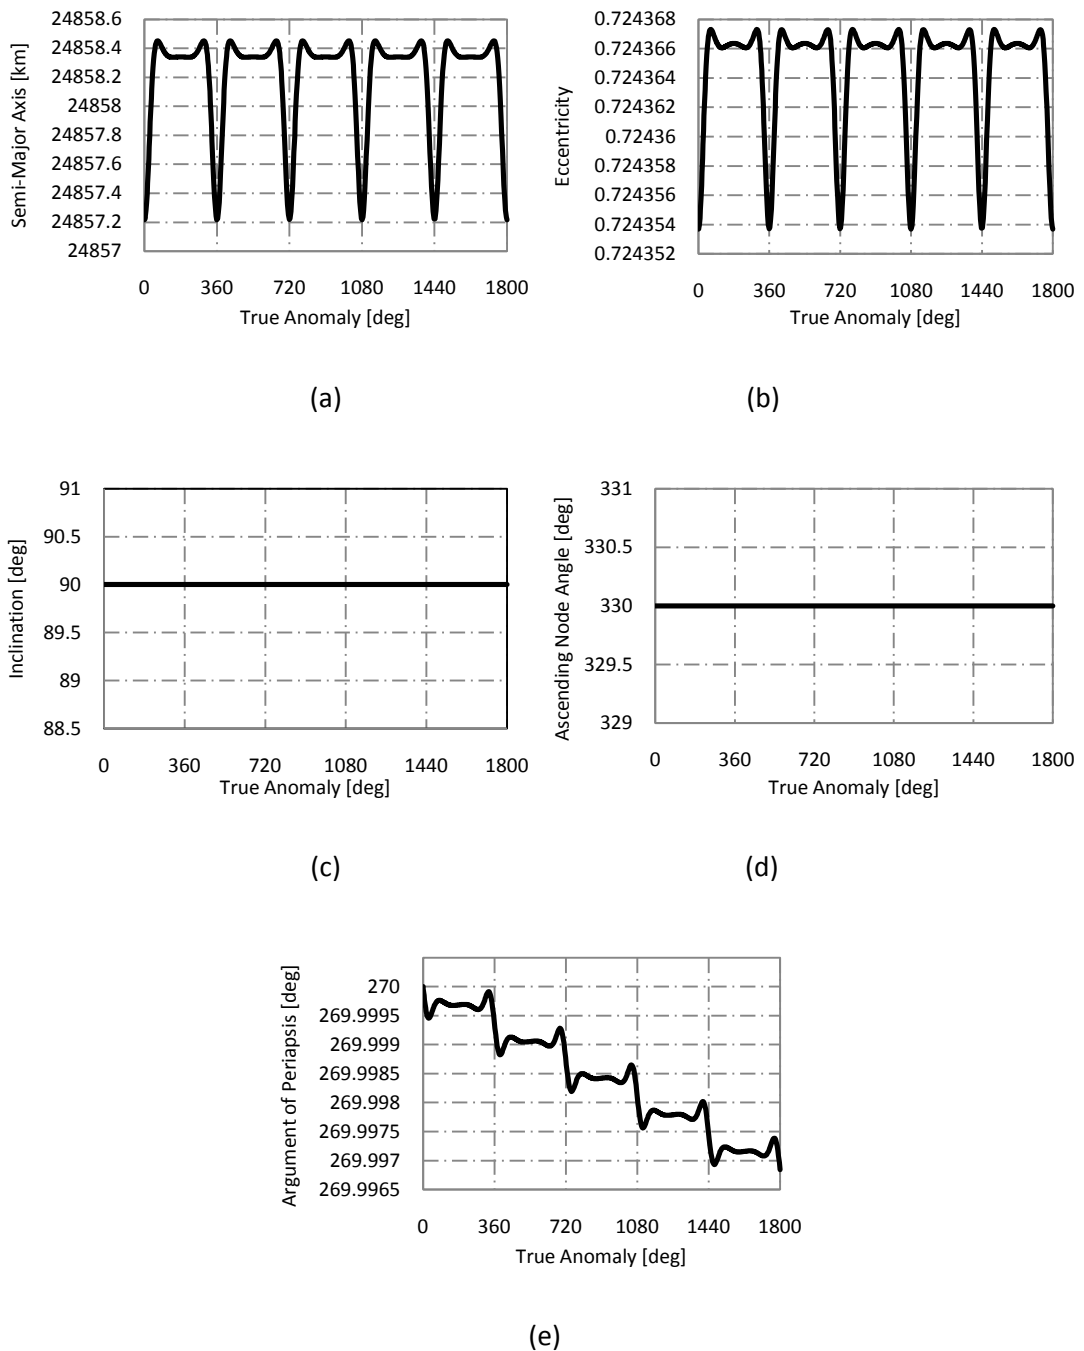 Semi-Major Axis [km]
24858.6
24858.4
24858.2
24858
24857.8
24857.6
24857.4
24857.2
24857
0 360 720 1080 1440 1800
True Anomaly [deg]
(a)
Eccentricity
0.724368
0.724366
0.724364
0.724362
0.72436
0.724358
0.724356
0.724354
0.724352
0 360 720 1080 1440 1800
True Anomaly [deg]
(b)
Inclination [deg]
91
90.5
90
89.5
89
88.5
0 360 720 1080 1440 1800
True Anomaly [deg]
(c)
Ascending Node Angle [deg]
331
330.5
330
329.5
329
0 360 720 1080 1440 1800
True Anomaly [deg]
(d)
Argument of Periapsis [deg]
270
269.9995
269.999
269.9985
269.998
269.9975
269.997
269.9965
0 360 720 1080 1440 1800
True Anomaly [deg]
(e)